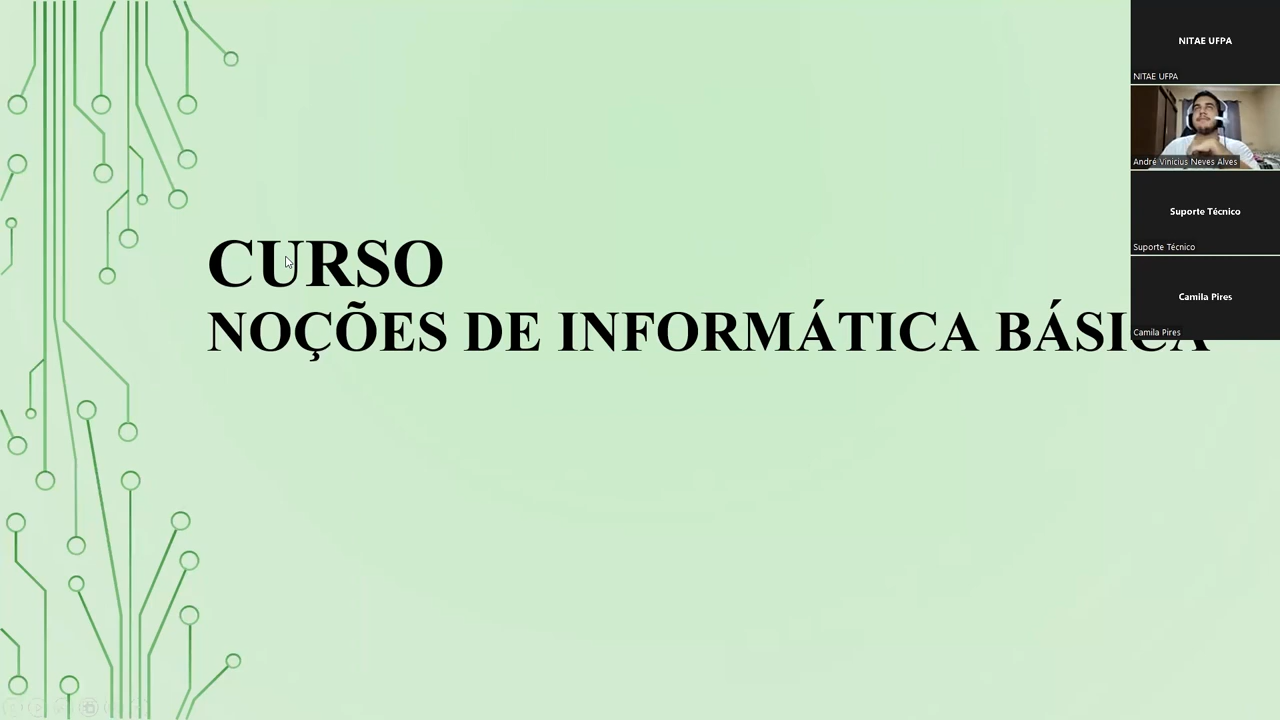 CURSO
NOÇÕES DE INFORMÁTICA BÁSICA
NITAE UFPA
NITAE UFPA
André Vinícius Neves Alves
Suporte Técnico
Suporte Técnico
Camila Pires
Camila Pires